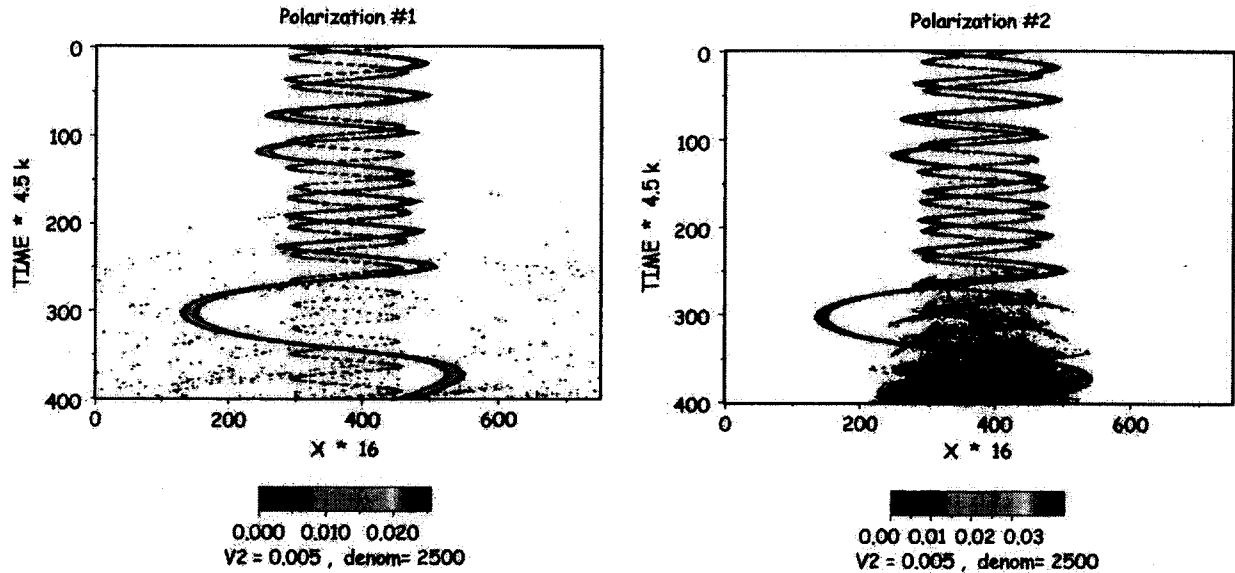 Polarization #1
0
100
200
300
400
TIME * 4.5 k
0
200
400
600
X * 16
0.000 0.010 0.020
V2 = 0.005 , denom= 2500
Polarization #2
0
100
200
300
400
TIME * 4.5 k
0
200
400
600
X * 16
0.00 0.01 0.02 0.03
V2 = 0.005 , denom= 2500